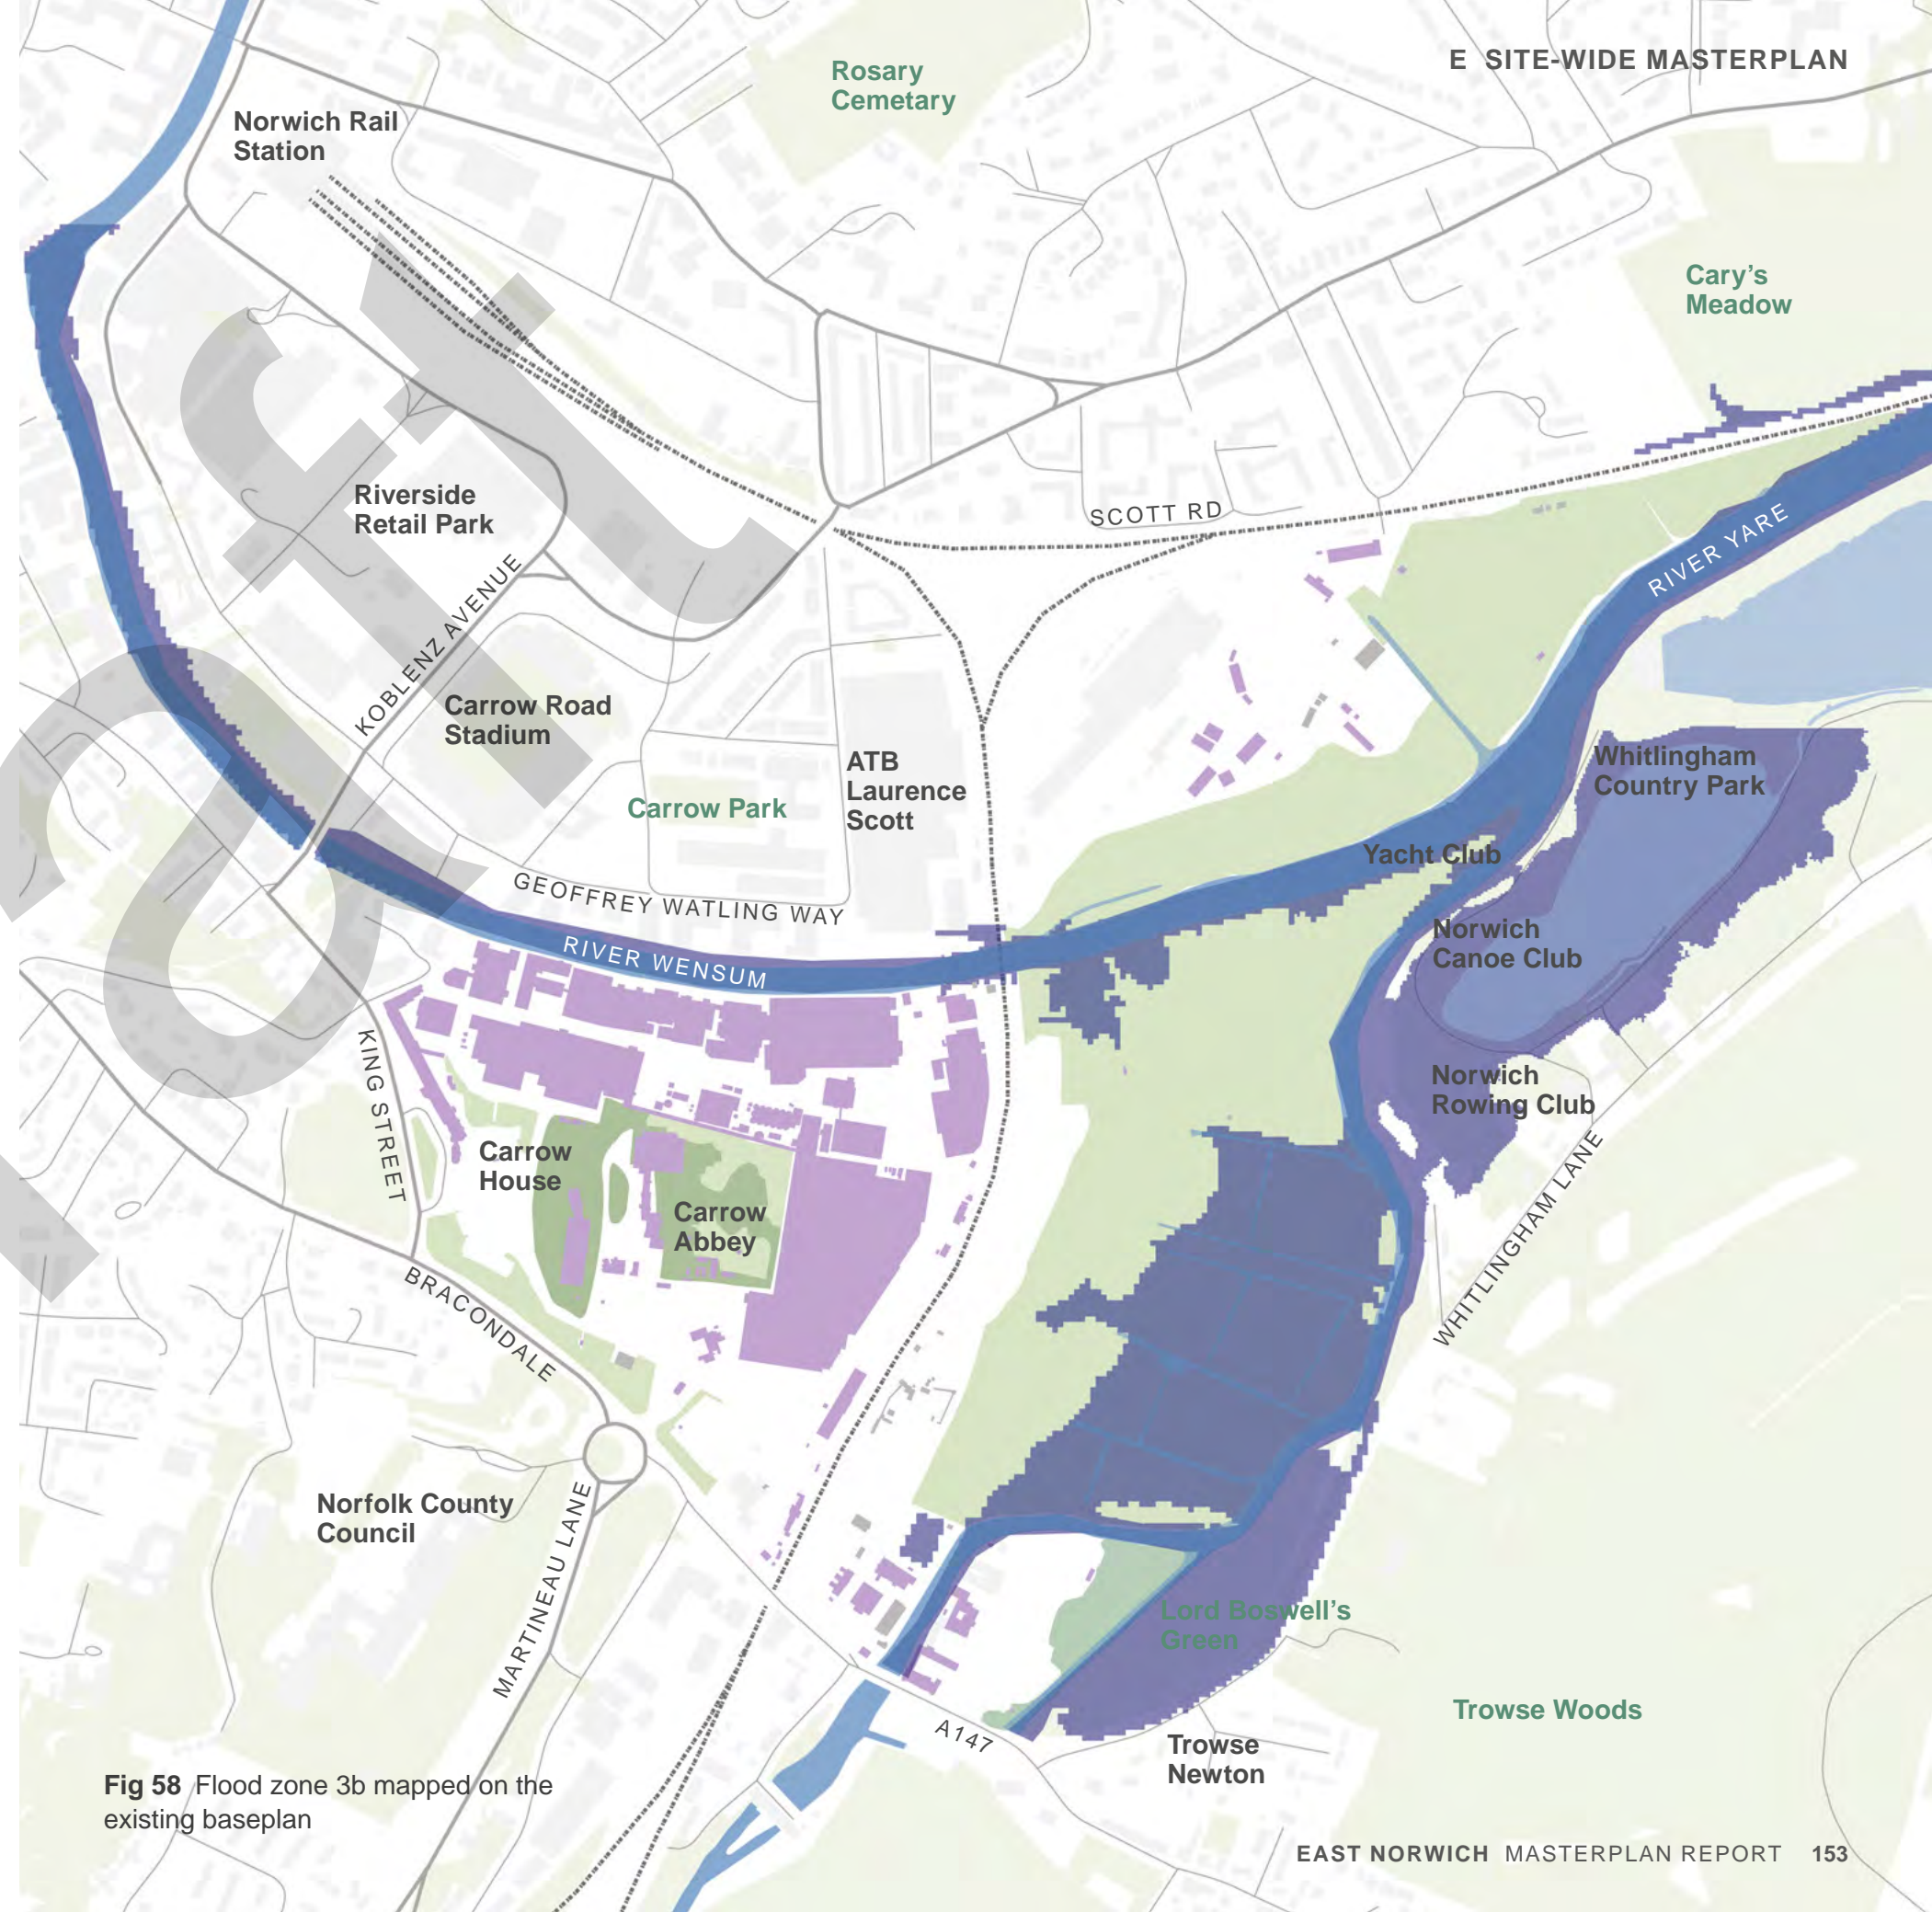 E SITE-WIDE MASTERPLAN
Rosary
Cemetary
Norwich Rail
Station
Cary's
Meadow
Riverside
Retail Park
SCOTT RD
RIVER YARE
KOBLENZ AVENUE
Carrow Road
Stadium
ATB
Laurence
Scott
Carrow Park
Whitlingham
Country Park
Yacht Club
GEOFFREY WATLING WAY
RIVER WENSUM
Norwich
Canoe Club
KING STREET
Norwich
Rowing Club
Carrow
House
Carrow
Abbey
WHITLINGHAM LANE
BRACONDALE
Norfolk County
Council
MARTINEAU LANE
Lord Boswell's
Green
Trowse Woods
A147
Trowse
Newton
Fig 58 Flood zone 3b mapped on the
existing baseplan
EAST NORWICH MASTERPLAN REPORT 153